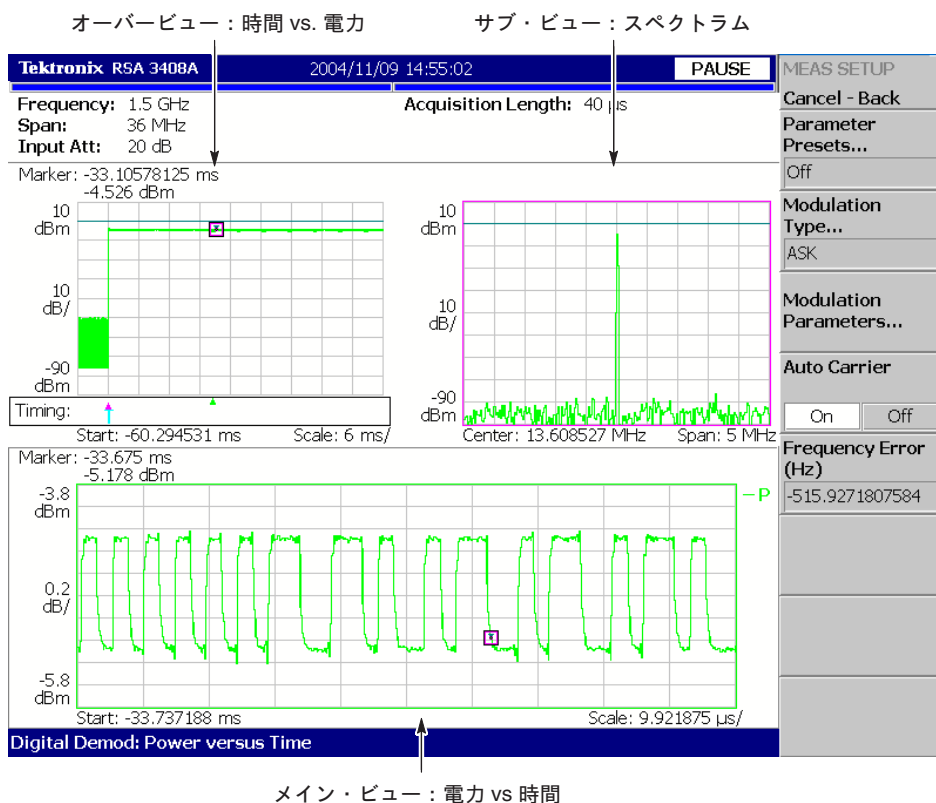 オーバービュー：時間 vs. 電力
サブ・ビュー：スペクトラム
Tektronix RSA 3408A
2004/11/09 14:55:02
PAUSE
Frequency: 1.5 GHz
Acquisition Length: 40 µs
Span: 36 MHz
Input Att: 20 dB
Marker: -33.10578125 ms
-4.526 dBm
10
dBm
10
dB/
-90
dBm
Timing:
Start: -60.294531 ms
Scale: 6 ms/
10
dBm
10
dB/
-90
dBm
Center: 13.608527 MHz
Span: 5 MHz
Marker: -33.675 ms
-5.178 dBm
-3.8
dBm
P
0.2
dB/
-5.8
dBm
Start: -33.737188 ms
Scale: 9.921875 µs/
Digital Demod: Power versus Time
MEAS SETUP
Cancel - Back
Parameter
Presets...
Off
Modulation
Type...
ASK
Modulation
Parameters...
Auto Carrier
On Off
Frequency Error
(Hz)
-515.9271807584
メイン・ビュー：電力 vs 時間